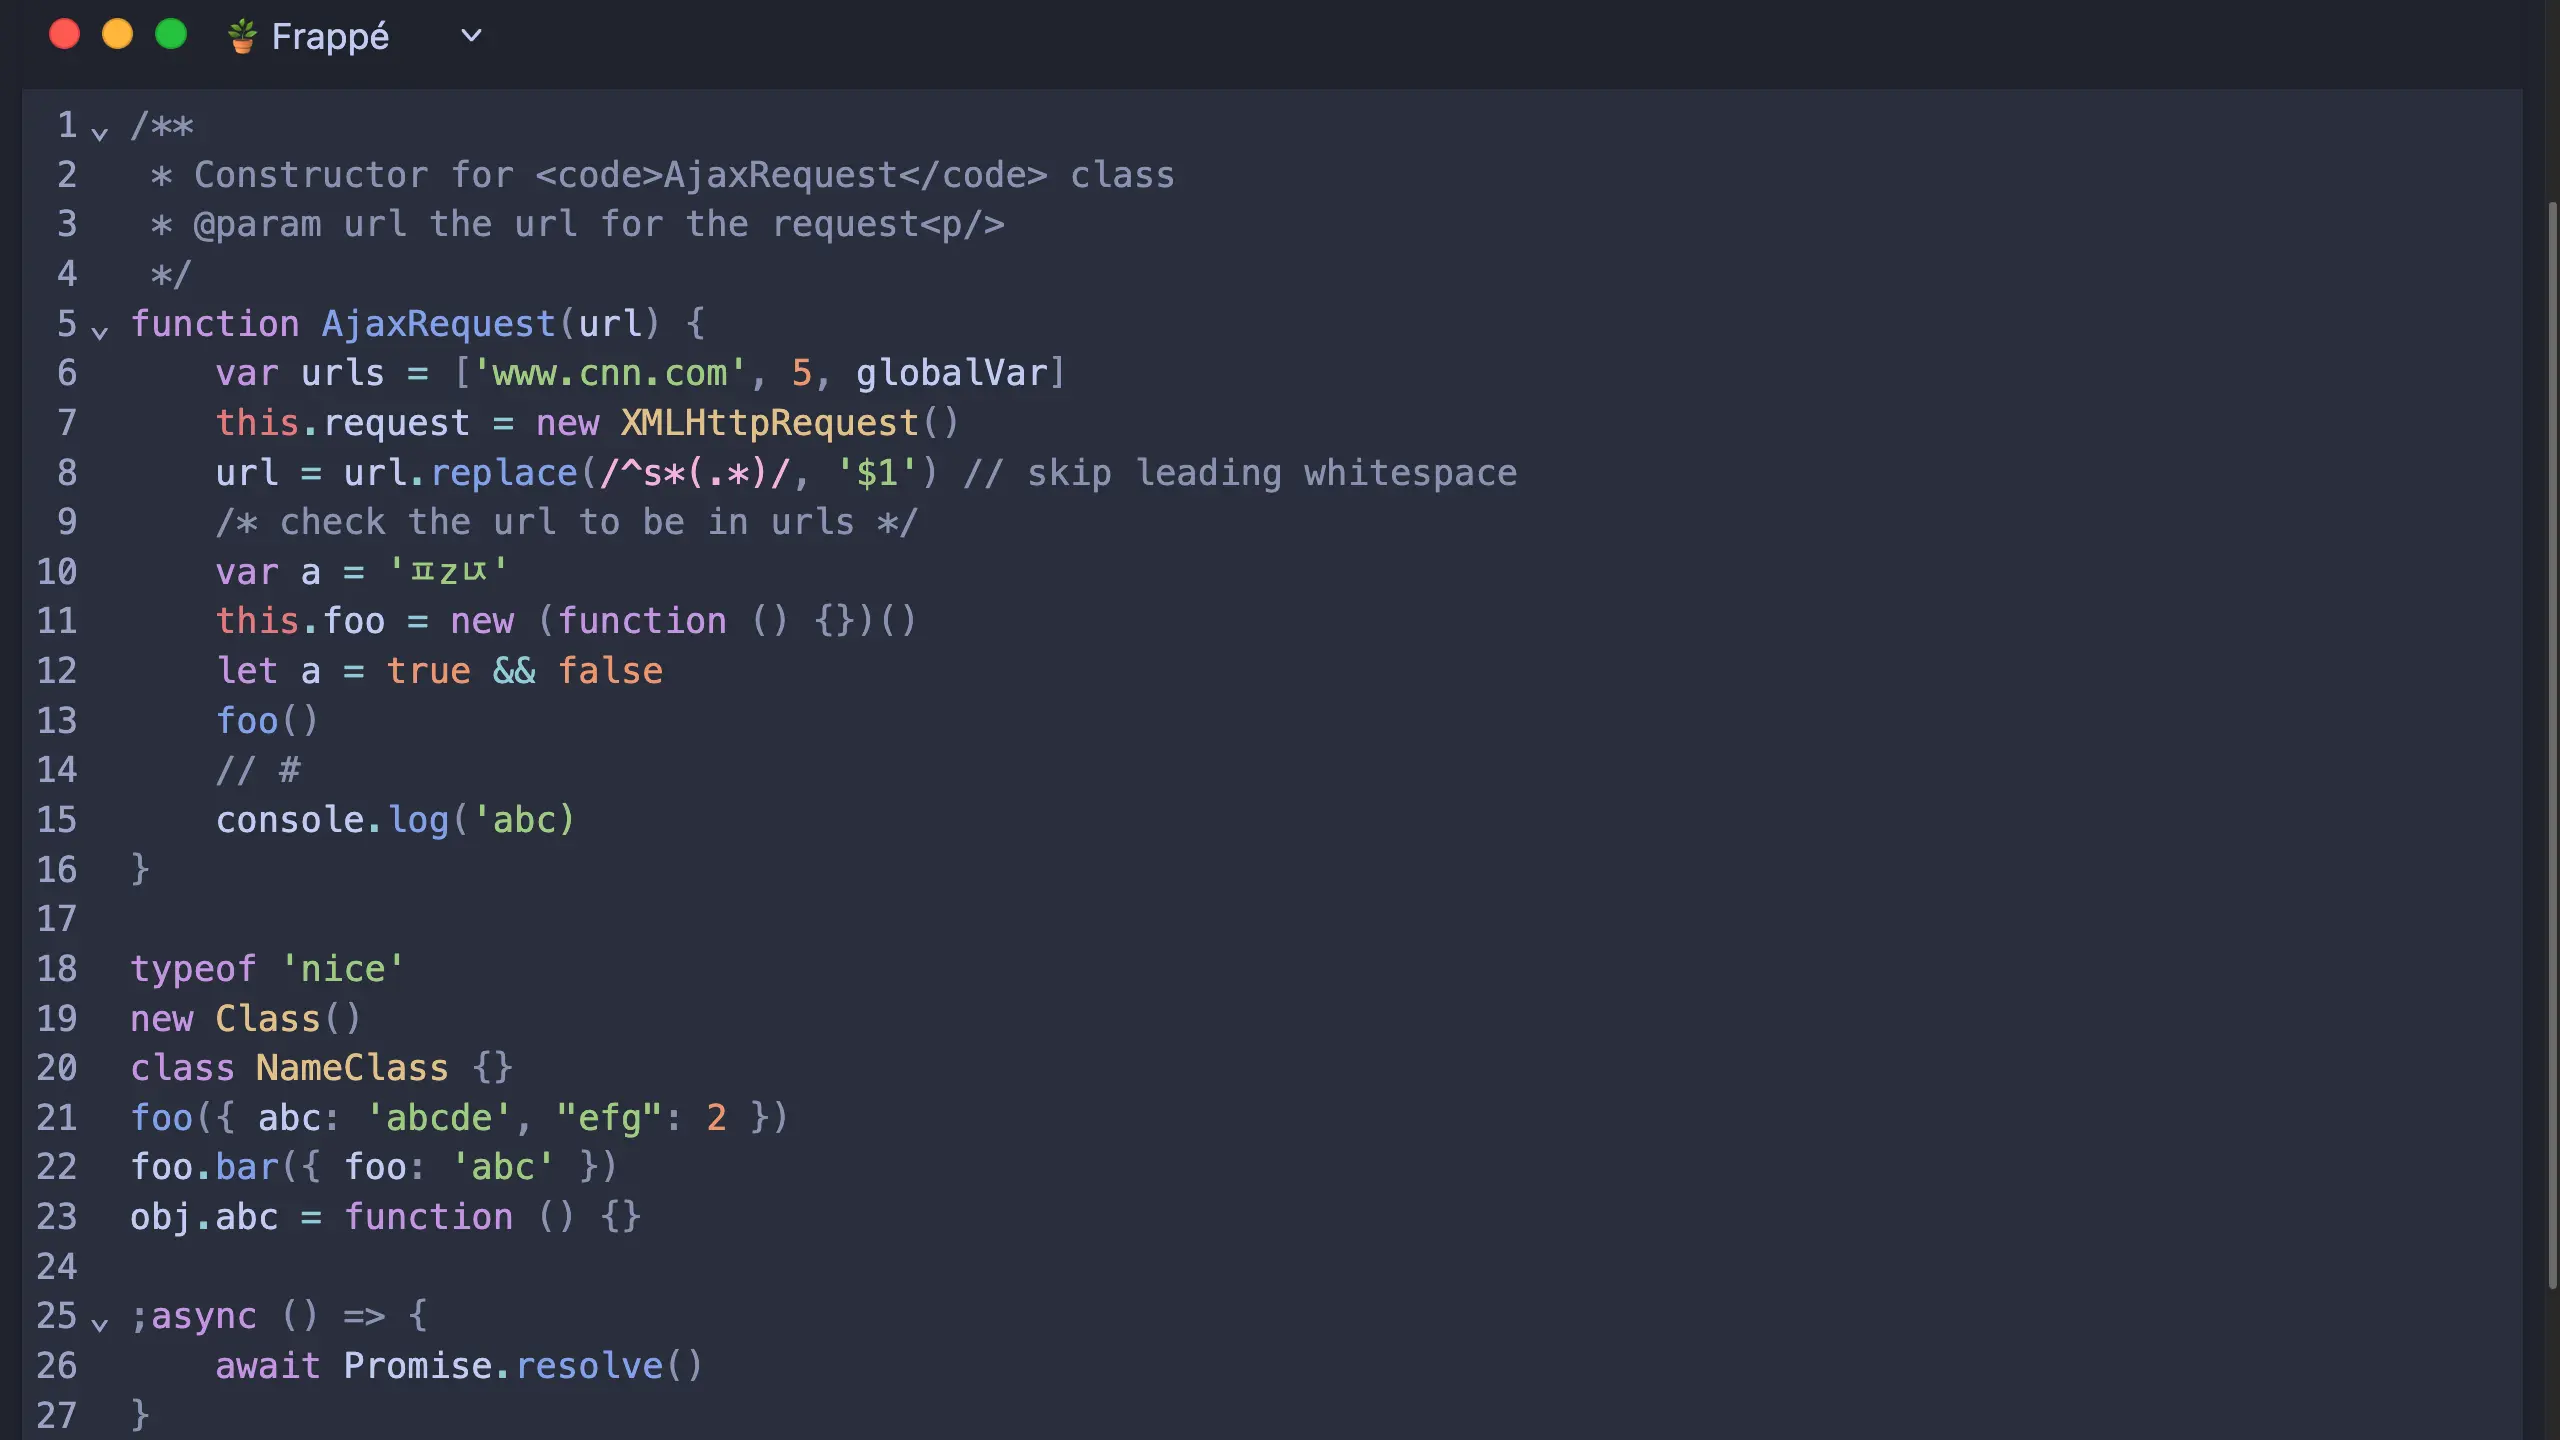 🪴 Frappé
1 /**
2  * Constructor for <code>AjaxRequest</code> class
3  * @param url the url for the request<p/>
4  */
5 function AjaxRequest(url) {
6     var urls = ['www.cnn.com', 5, globalVar]
7     this.request = new XMLHttpRequest()
8     url = url.replace(/^s*(.*)/, '$1') // skip leading whitespace
9     /* check the url to be in urls */
10     var a = 'ㅍzㄵ'
11     this.foo = new (function () {})()
12     let a = true && false
13     foo()
14     // #
15     console.log('abc)
16 }
17
18 typeof 'nice'
19 new Class()
20 class NameClass {}
21 foo({ abc: 'abcde', "efg": 2 })
22 foo.bar({ foo: 'abc' })
23 obj.abc = function () {}
24
25 ;async () => {
26     await Promise.resolve()
27 }